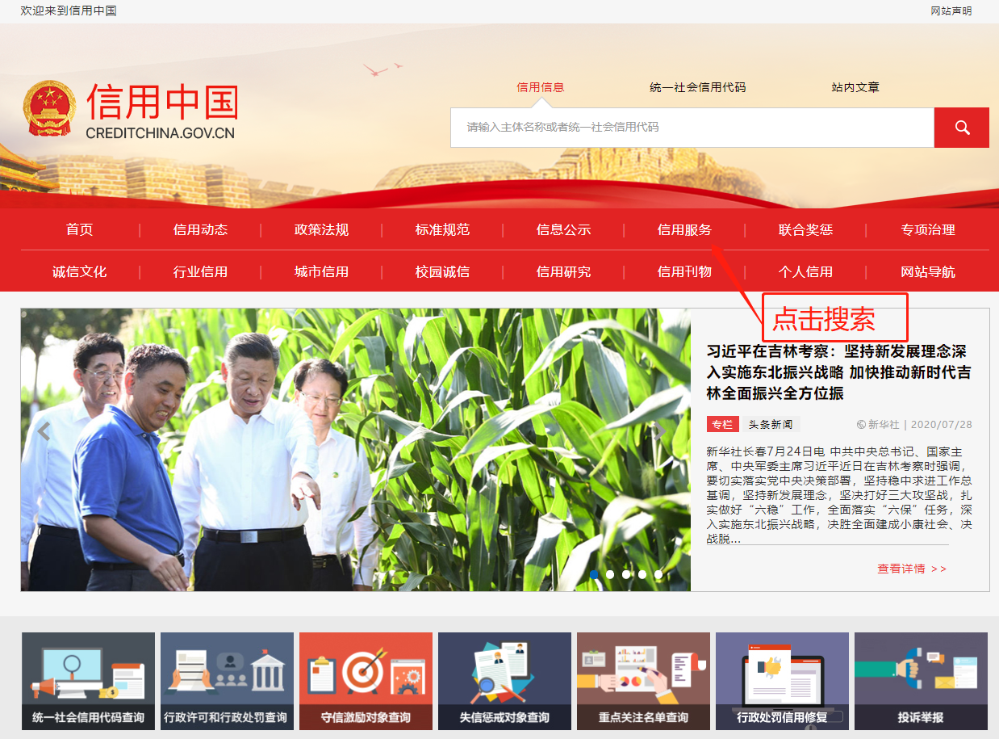 欢迎来到信用中国
网站声明
信用信息
统一社会信用代码
站内文章
信用中国
CREDITCHINA.GOV.CN
请输入主体名称或者统一社会信用代码
首页 | 信用动态 | 政策法规 | 标准规范 | 信息公示 | 信用服务 | 联合奖惩 | 专项治理
诚信文化 | 行业信用 | 城市信用 | 校园诚信 | 信用研究 | 信用刊物 | 个人信用 | 网站导航
点击搜索
习近平在吉林考察：坚持新发展理念深
入实施东北振兴战略 加快推动新时代吉
林全面振兴全方位振
专栏 头条新闻
新华社 | 2020/07/28
新华社长春7月24日电 中共中央总书记、国家主
席、中央军委主席习近平近日在吉林考察时强调，
要切实落实党中央决策部署，坚持稳中求进工作总
基调，坚持新发展理念，坚决打好三大攻坚战，扎
实做好“六稳”工作，全面落实“六保”任务，深
入实施东北振兴战略，决胜全面建成小康社会、决
战脱...
查看详情 >>
统一社会信用代码查询
行政许可和行政处罚查询
守信激励对象查询
失信惩戒对象查询
重点关注名单查询
行政处罚信用修复
投诉举报